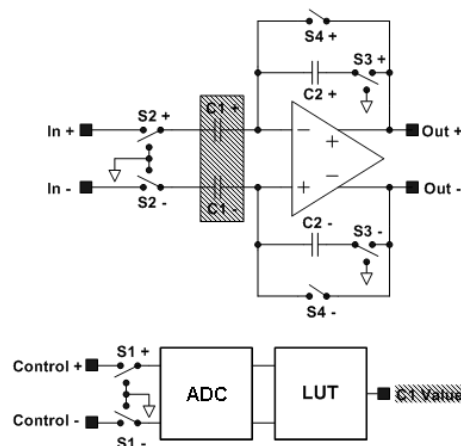 S4 +
S3 +
C2 +
S2 +
C1 +
In +
Out +
−
+
+
−
In -
Out -
S2 -
C1 -
C2 -
S3 -
S4 -
S1 +
Control +
ADC
LUT
C1 Value
Control -
S1 -